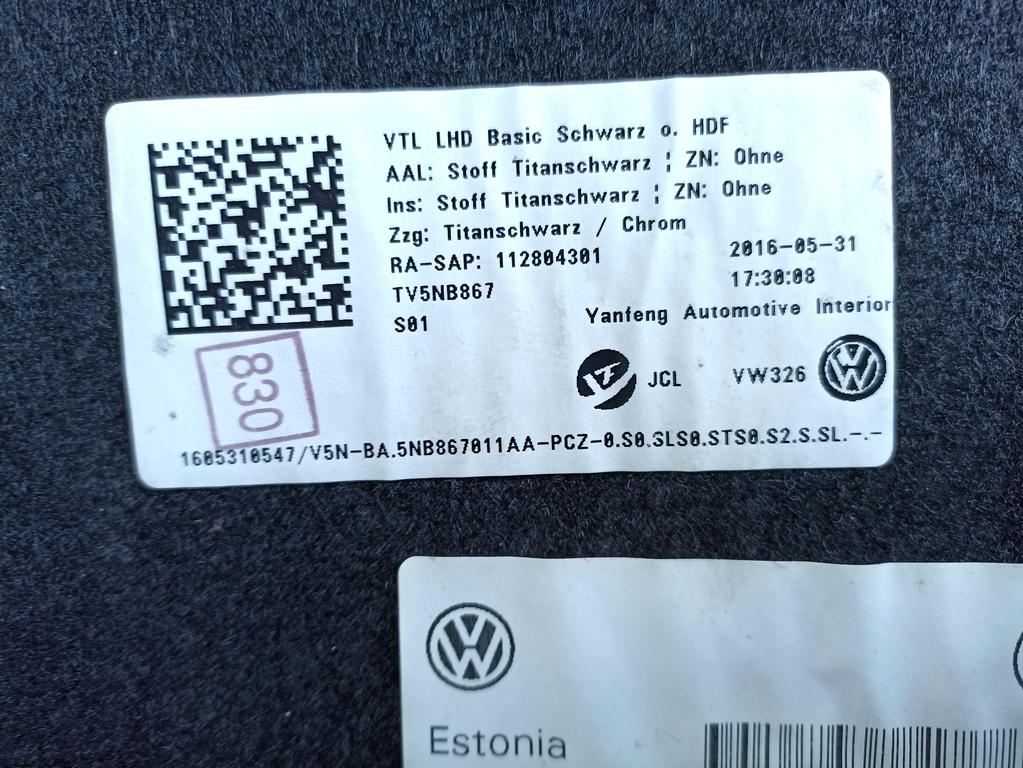 VTL LHD Basic Schwarz o. HDF
AAL: Stoff Titanschwarz ¦ ZN: Ohne
Ins: Stoff Titanschwarz ¦ ZN: Ohne
Zzg: Titanschwarz / Chrom
RA-SAP: 112804301 2016-05-31
TV5NB867 17:30:08
S01 Yanfeng Automotive Interior
830
JCL VW326
1605310547/V5N-BA.5NB867011AA-PCZ-0.S0.SLS0.STS0.S2.S.SL.-.-
Estonia